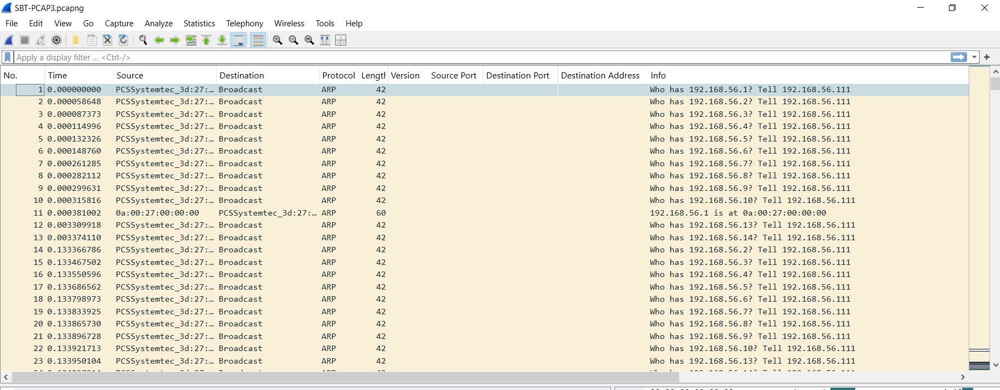 SBT-PCAP3.pcapng
File Edit View Go Capture Analyze Statistics Telephony Wireless Tools Help
Apply a display filter … <Ctrl-/>
No. Time Source Destination Protocol Lengtl Version Source Port Destination Port Destination Address Info
1 0.000000000 PCSSystemtec_3d:27:… Broadcast ARP 42 Who has 192.168.56.1? Tell 192.168.56.111
2 0.000058648 PCSSystemtec_3d:27:… Broadcast ARP 42 Who has 192.168.56.2? Tell 192.168.56.111
3 0.000087373 PCSSystemtec_3d:27:… Broadcast ARP 42 Who has 192.168.56.3? Tell 192.168.56.111
4 0.000114996 PCSSystemtec_3d:27:… Broadcast ARP 42 Who has 192.168.56.4? Tell 192.168.56.111
5 0.000132326 PCSSystemtec_3d:27:… Broadcast ARP 42 Who has 192.168.56.5? Tell 192.168.56.111
6 0.000148760 PCSSystemtec_3d:27:… Broadcast ARP 42 Who has 192.168.56.6? Tell 192.168.56.111
7 0.000261285 PCSSystemtec_3d:27:… Broadcast ARP 42 Who has 192.168.56.7? Tell 192.168.56.111
8 0.000282112 PCSSystemtec_3d:27:… Broadcast ARP 42 Who has 192.168.56.8? Tell 192.168.56.111
9 0.000299631 PCSSystemtec_3d:27:… Broadcast ARP 42 Who has 192.168.56.9? Tell 192.168.56.111
10 0.000315816 PCSSystemtec_3d:27:… Broadcast ARP 42 Who has 192.168.56.10? Tell 192.168.56.111
11 0.000381002 0a:00:27:00:00:00 PCSSystemtec_3d:27:… ARP 60 192.168.56.1 is at 0a:00:27:00:00:00
12 0.003309918 PCSSystemtec_3d:27:… Broadcast ARP 42 Who has 192.168.56.13? Tell 192.168.56.111
13 0.003374110 PCSSystemtec_3d:27:… Broadcast ARP 42 Who has 192.168.56.14? Tell 192.168.56.111
14 0.133366786 PCSSystemtec_3d:27:… Broadcast ARP 42 Who has 192.168.56.2? Tell 192.168.56.111
15 0.133467502 PCSSystemtec_3d:27:… Broadcast ARP 42 Who has 192.168.56.3? Tell 192.168.56.111
16 0.133550596 PCSSystemtec_3d:27:… Broadcast ARP 42 Who has 192.168.56.4? Tell 192.168.56.111
17 0.133686562 PCSSystemtec_3d:27:… Broadcast ARP 42 Who has 192.168.56.5? Tell 192.168.56.111
18 0.133798973 PCSSystemtec_3d:27:… Broadcast ARP 42 Who has 192.168.56.6? Tell 192.168.56.111
19 0.133833925 PCSSystemtec_3d:27:… Broadcast ARP 42 Who has 192.168.56.7? Tell 192.168.56.111
20 0.133865730 PCSSystemtec_3d:27:… Broadcast ARP 42 Who has 192.168.56.8? Tell 192.168.56.111
21 0.133896728 PCSSystemtec_3d:27:… Broadcast ARP 42 Who has 192.168.56.9? Tell 192.168.56.111
22 0.133921713 PCSSystemtec_3d:27:… Broadcast ARP 42 Who has 192.168.56.10? Tell 192.168.56.111
23 0.133950104 PCSSystemtec_3d:27:… Broadcast ARP 42 Who has 192.168.56.13? Tell 192.168.56.111